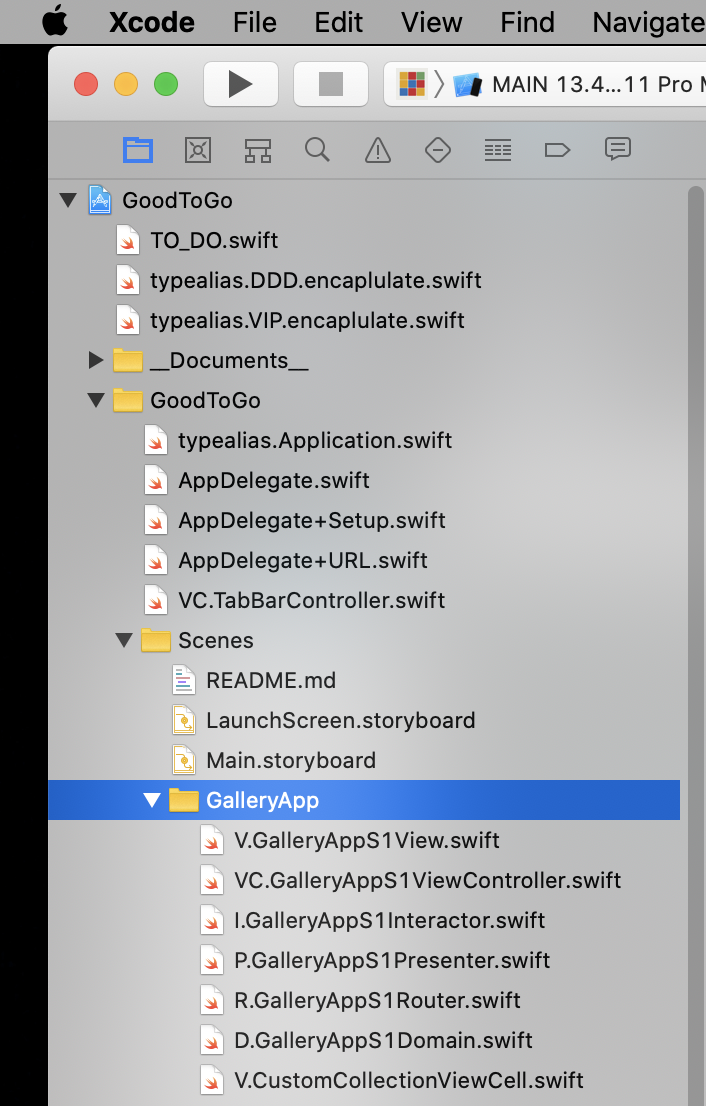 Xcode File Edit View Find Navigate
MAIN 13.4...11 Pro M
GoodToGo
TO_DO.swift
typealias.DDD.encaplulate.swift
typealias.VIP.encaplulate.swift
__Documents__
GoodToGo
typealias.Application.swift
AppDelegate.swift
AppDelegate+Setup.swift
AppDelegate+URL.swift
VC.TabBarController.swift
Scenes
README.md
LaunchScreen.storyboard
Main.storyboard
GalleryApp
V.GalleryAppS1View.swift
VC.GalleryAppS1ViewController.swift
I.GalleryAppS1Interactor.swift
P.GalleryAppS1Presenter.swift
R.GalleryAppS1Router.swift
D.GalleryAppS1Domain.swift
V.CustomCollectionViewCell.swift